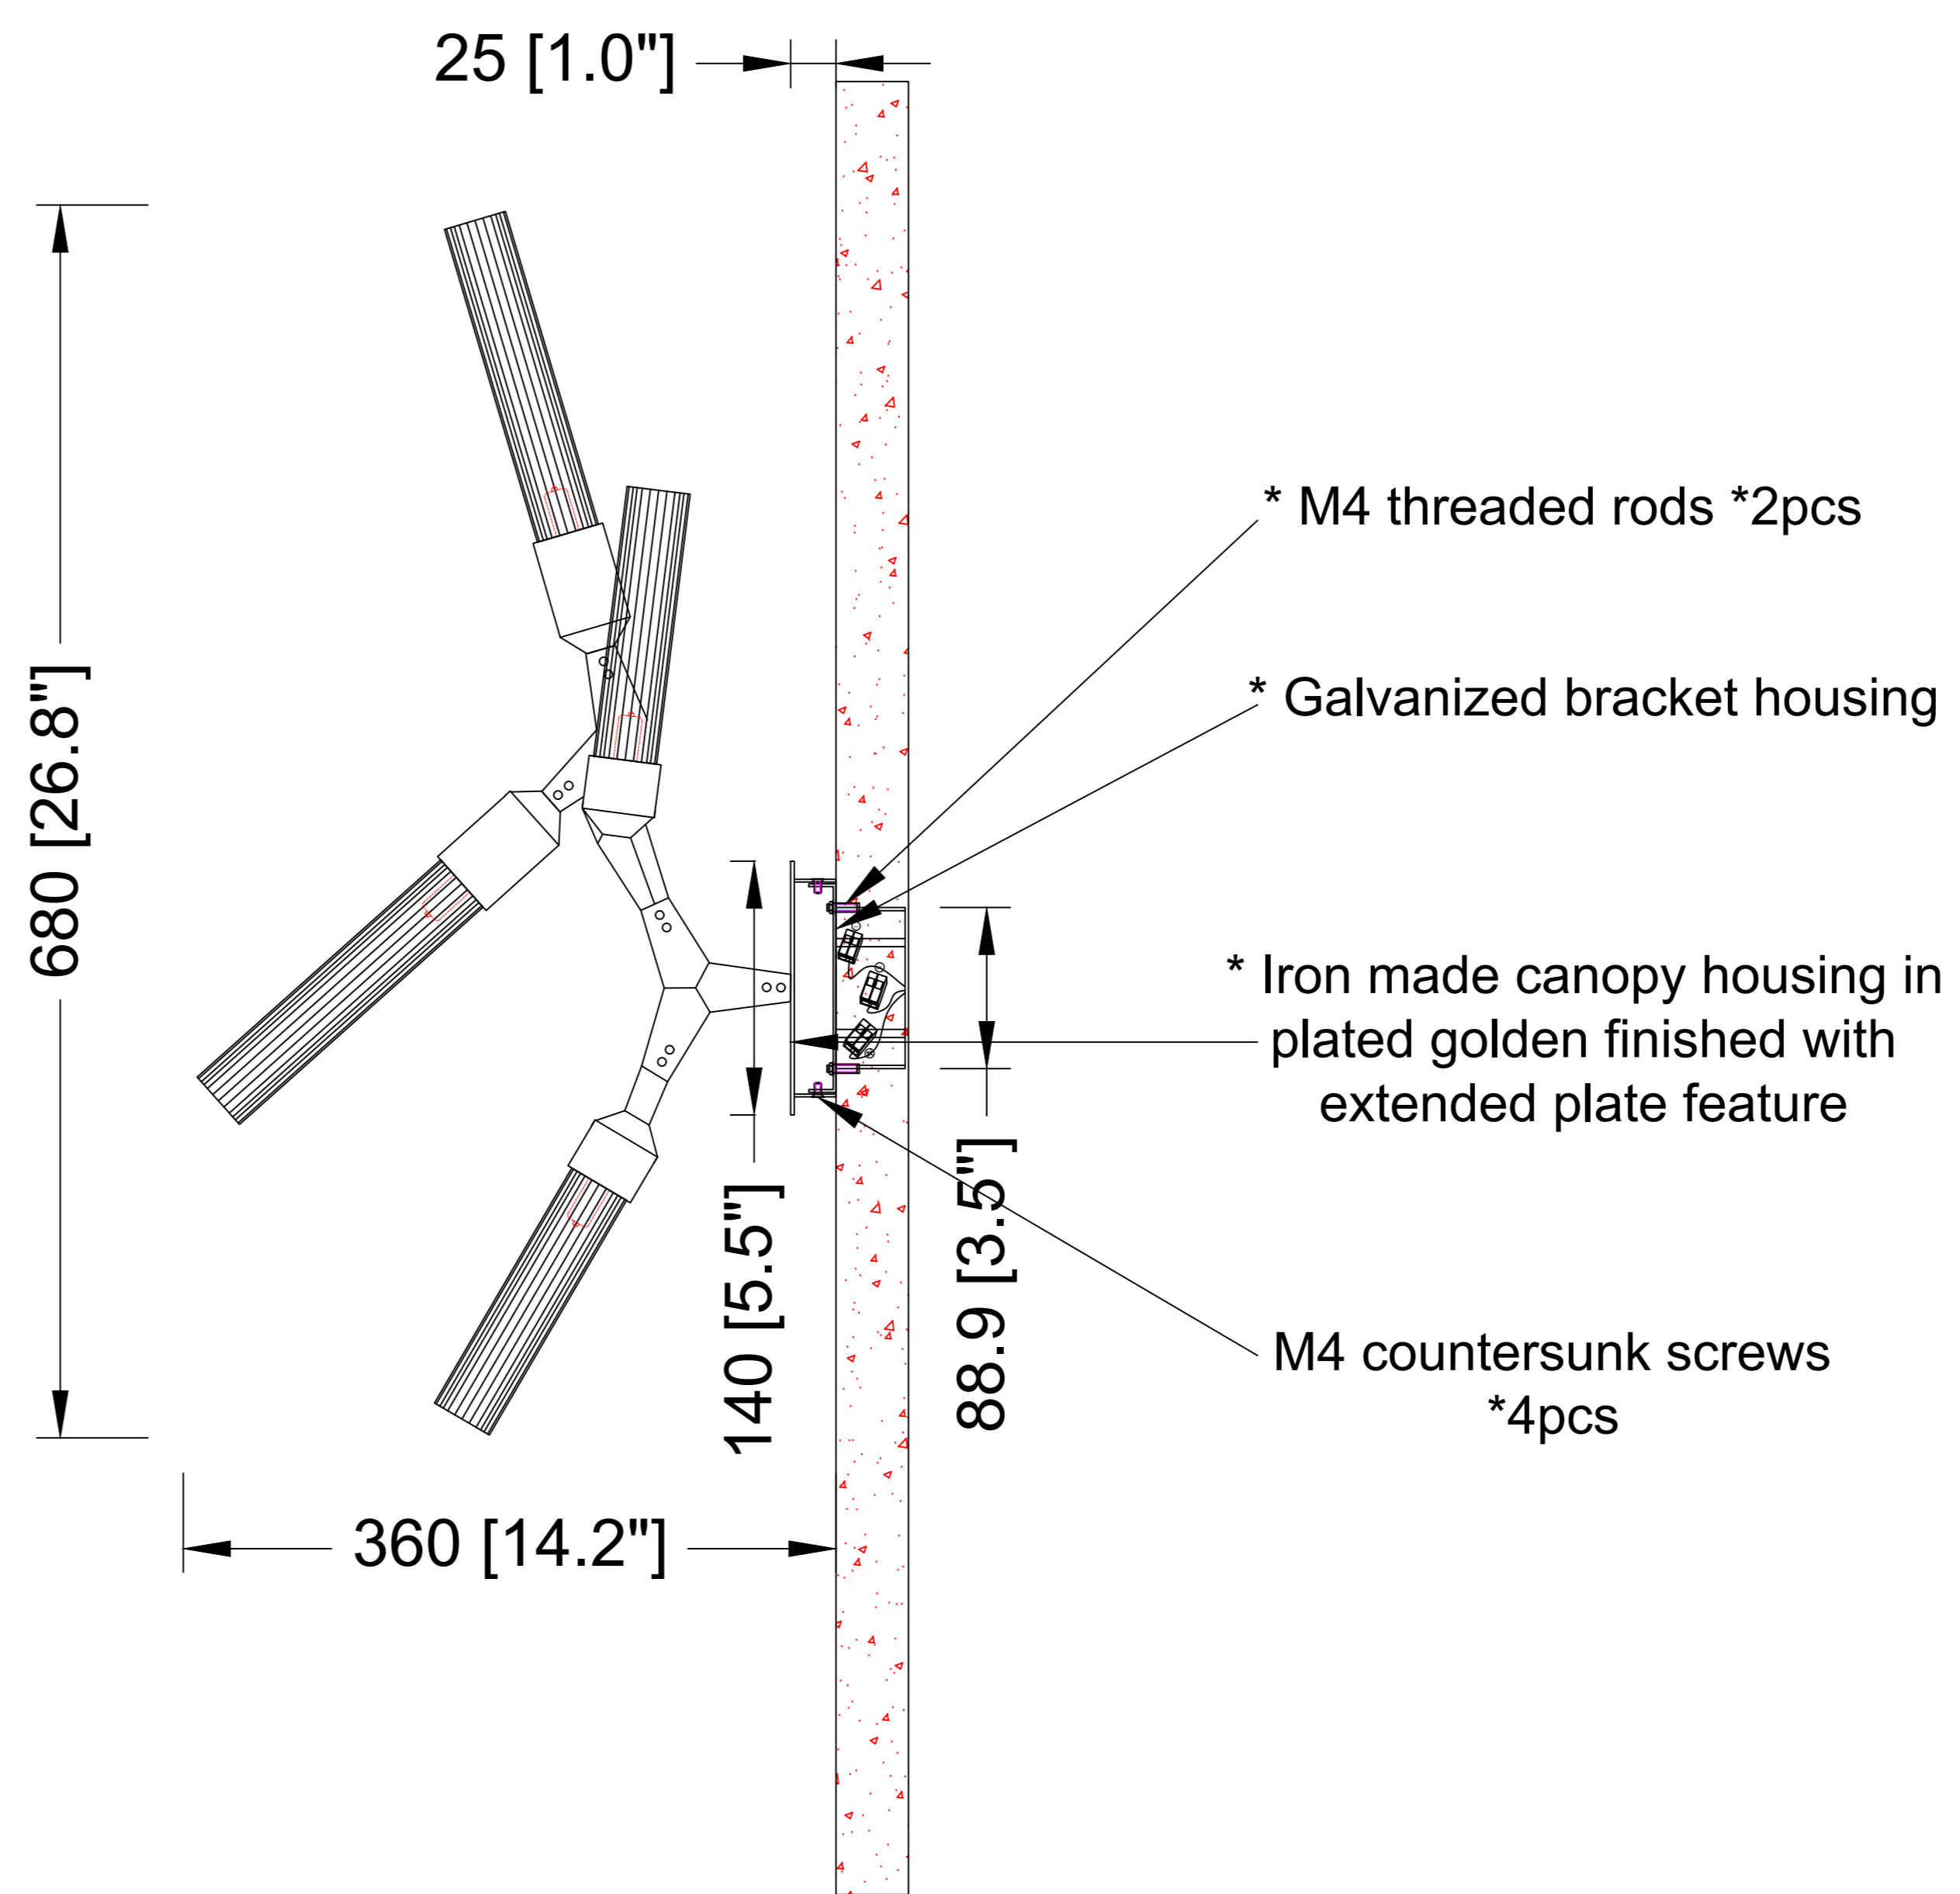 25 [1.0"]
* M4 threaded rods *2pcs
* Galvanized bracket housing
680 [26.8"]
* Iron made canopy housing in
plated golden finished with
extended plate feature
140 [5.5"]
88.9 [3.5"]
M4 countersunk screws
*4pcs
360 [14.2"]